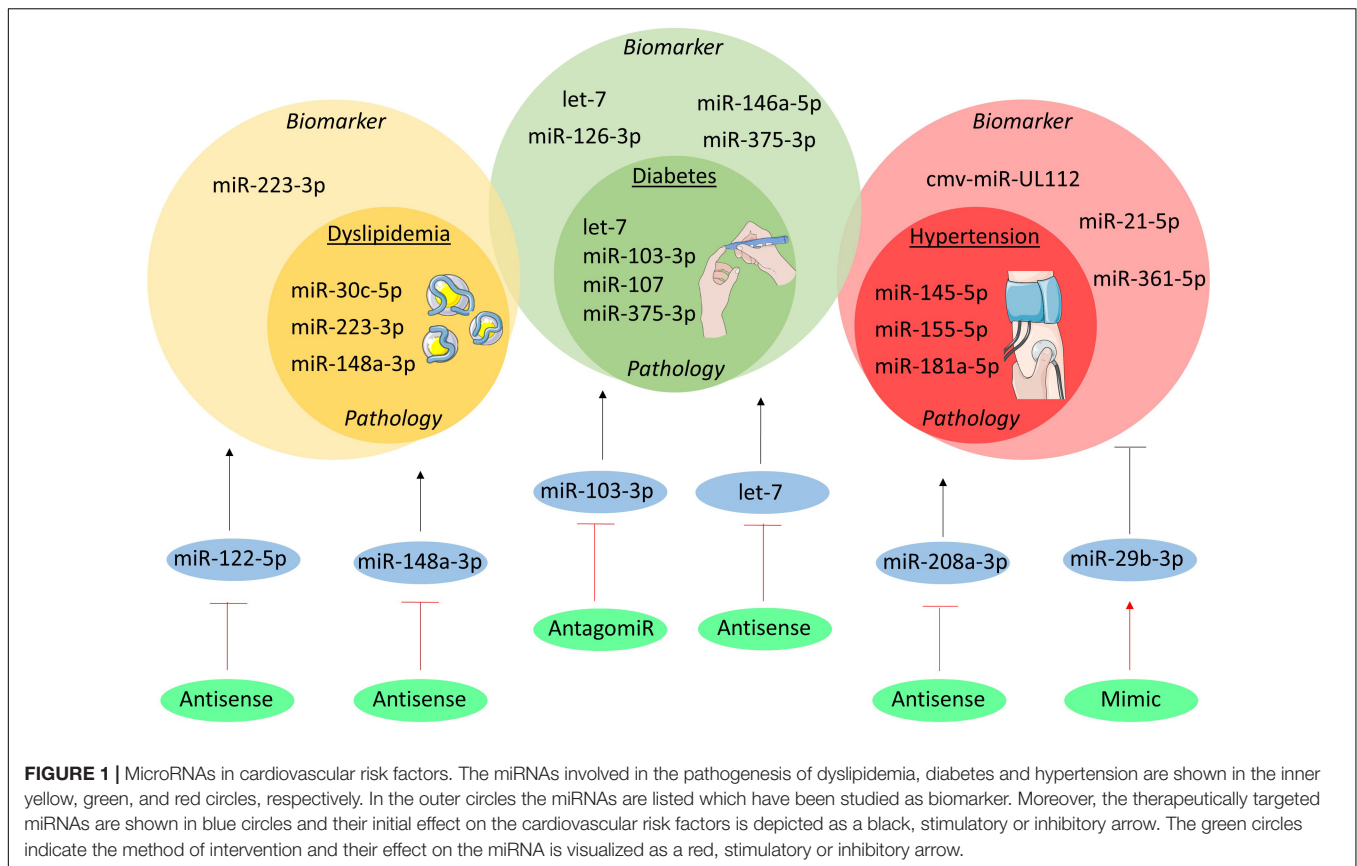 Biomarker
miR-223-3p
Dyslipidemia
miR-30c-5p
miR-223-3p
miR-148a-3p
Pathology
Biomarker
let-7
miR-146a-5p
miR-126-3p
miR-375-3p
Diabetes
let-7
miR-103-3p
miR-107
miR-375-3p
Pathology
Biomarker
cmv-miR-UL112
miR-21-5p
miR-361-5p
Hypertension
miR-145-5p
miR-155-5p
miR-181a-5p
Pathology
miR-122-5p
miR-148a-3p
miR-103-3p
let-7
miR-208a-3p
miR-29b-3p
Antisense
Antisense
AntagomiR
Antisense
Antisense
Mimic
FIGURE 1 | MicroRNAs in cardiovascular risk factors. The miRNAs involved in the pathogenesis of dyslipidemia, diabetes and hypertension are shown in the inner
yellow, green, and red circles, respectively. In the outer circles the miRNAs are listed which have been studied as biomarker. Moreover, the therapeutically targeted
miRNAs are shown in blue circles and their initial effect on the cardiovascular risk factors is depicted as a black, stimulatory or inhibitory arrow. The green circles
indicate the method of intervention and their effect on the miRNA is visualized as a red, stimulatory or inhibitory arrow.